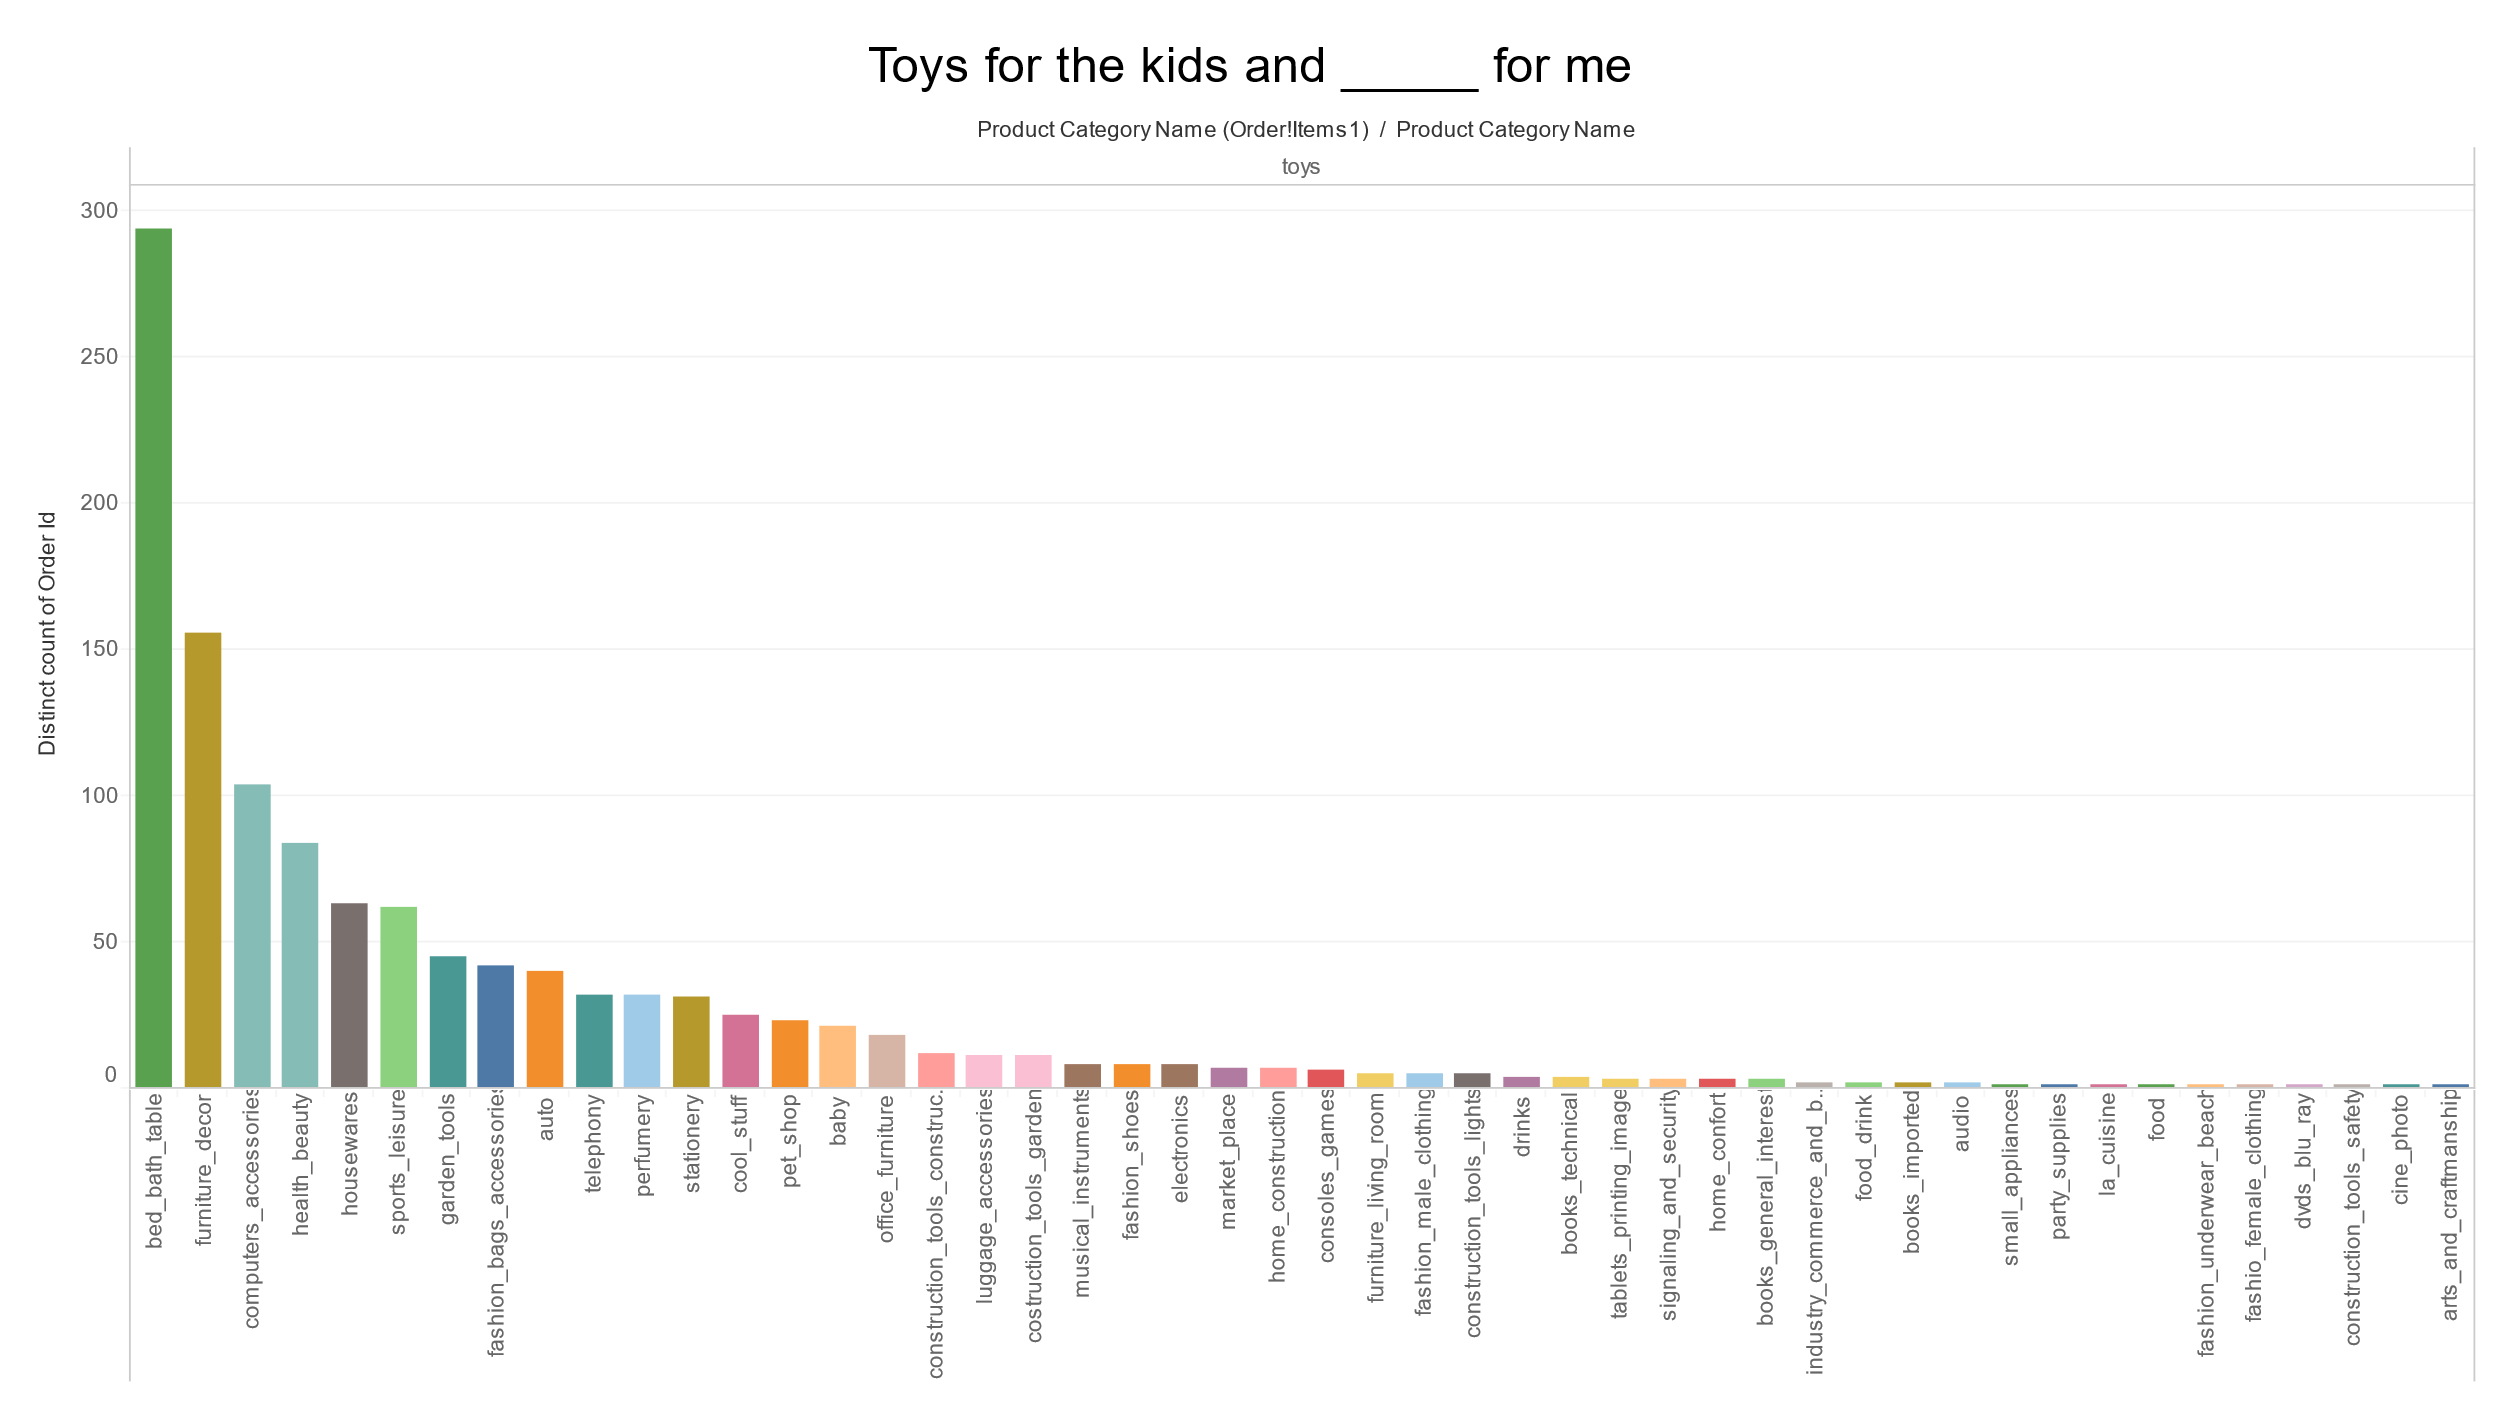 Toys for the kids and ______ for me
Product Category Name (Order!Items1) / Product Category Name
toys
300
250
200
150
100
50
0
Distinct count of Order Id
bed_bath_table
furniture_decor
computers_accessories
health_beauty
housewares
sports_leisure
garden_tools
fashion_bags_accessories
auto
telephony
perfumery
stationery
cool_stuff
pet_shop
baby
office_furniture
construction_tools_construc..
luggage_accessories
costruction_tools_garden
musical_instruments
fashion_shoes
electronics
market_place
home_construction
consoles_games
furniture_living_room
fashion_male_clothing
construction_tools_lights
drinks
books_technical
tablets_printing_image
signaling_and_security
home_confort
books_general_interest
industry_commerce_and_b..
food_drink
books_imported
audio
small_appliances
party_supplies
la_cuisine
food
fashion_underwear_beach
fashio_female_clothing
dvds_blu_ray
construction_tools_safety
cine_photo
arts_and_craftmanship